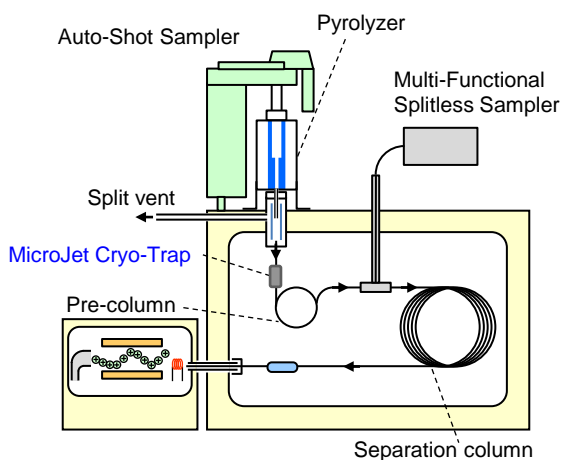 Pyrolyzer
Auto-Shot Sampler
Multi-Functional
Splitless Sampler
Split vent
MicroJet Cryo-Trap
Pre-column
Separation column